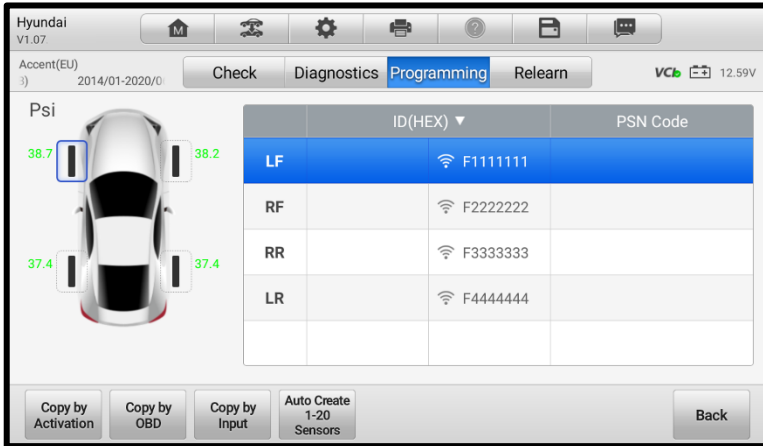 Hyundai
V1.07
M
?
Accent(EU)
3) 2014/01-2020/0
Check Diagnostics Programming Relearn
VCI 12.59V
Psi
38.7 38.2
37.4 37.4
ID(HEX) ▼ PSN Code
LF F1111111
RF F2222222
RR F3333333
LR F4444444
Copy by Activation
Copy by OBD
Copy by Input
Auto Create 1-20 Sensors
Back